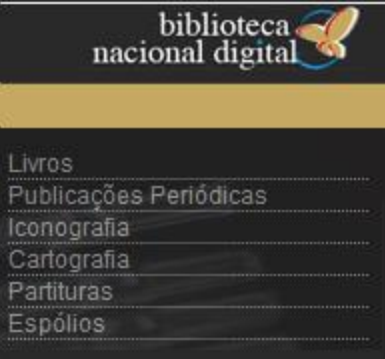 biblioteca
nacional digital
Livros
Publicações Periódicas
Iconografia
Cartografia
Partituras
Espólios